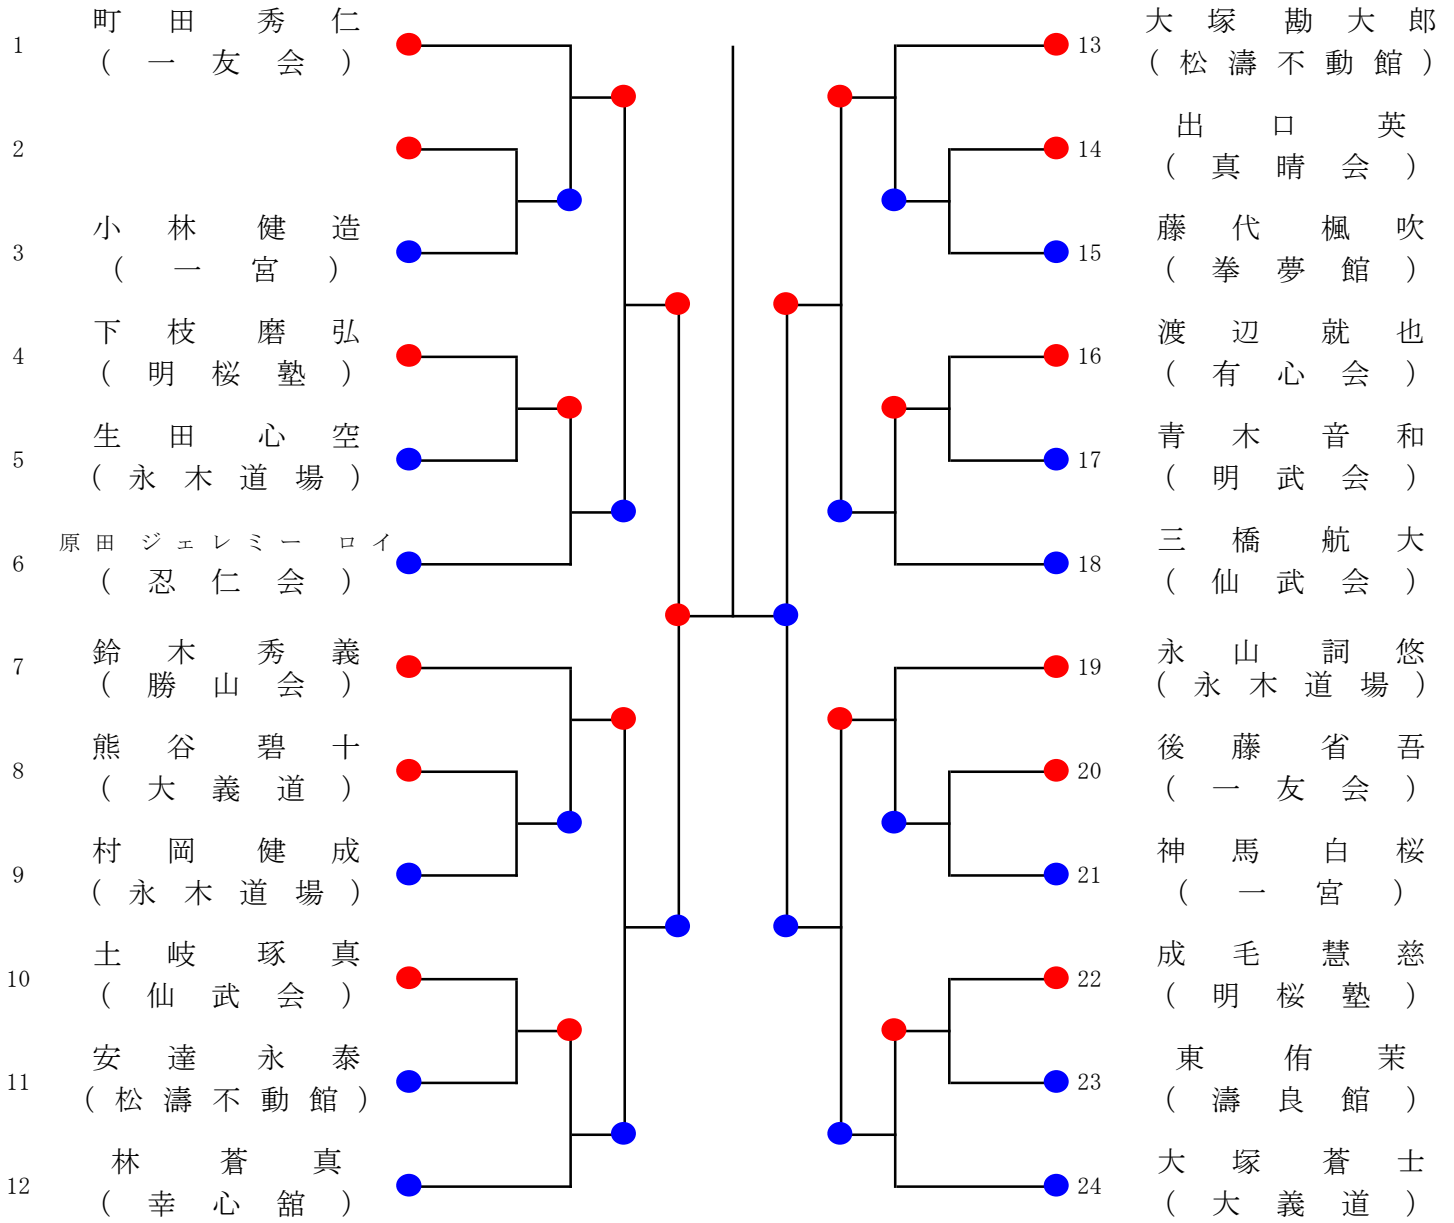 1 町田秀仁
(一友会)
2
3 小林健造
(一宮)
4 下枝磨弘
(明桜塾)
5 生田心空
(永木道場)
6 原田ジェレミー ロイ
(忍仁会)
7 鈴木秀義
(勝山会)
8 熊谷碧十
(大義道)
9 村岡健成
(永木道場)
10 土岐琢真
(仙武会)
11 安達永泰
(松濤不動館)
12 林蒼真
(幸心舘)
13 大塚勘大郎
(松濤不動館)
14 出口英
(真晴会)
15 藤代楓吹
(拳夢館)
16 渡辺就也
(有心会)
17 青木音和
(明武会)
18 三橋航大
(仙武会)
19 永山詞悠
(永木道場)
20 後藤省吾
(一友会)
21 神馬白桜
(一宮)
22 成毛慧慈
(明桜塾)
23 東侑茉
(濤良館)
24 大塚蒼士
(大義道)